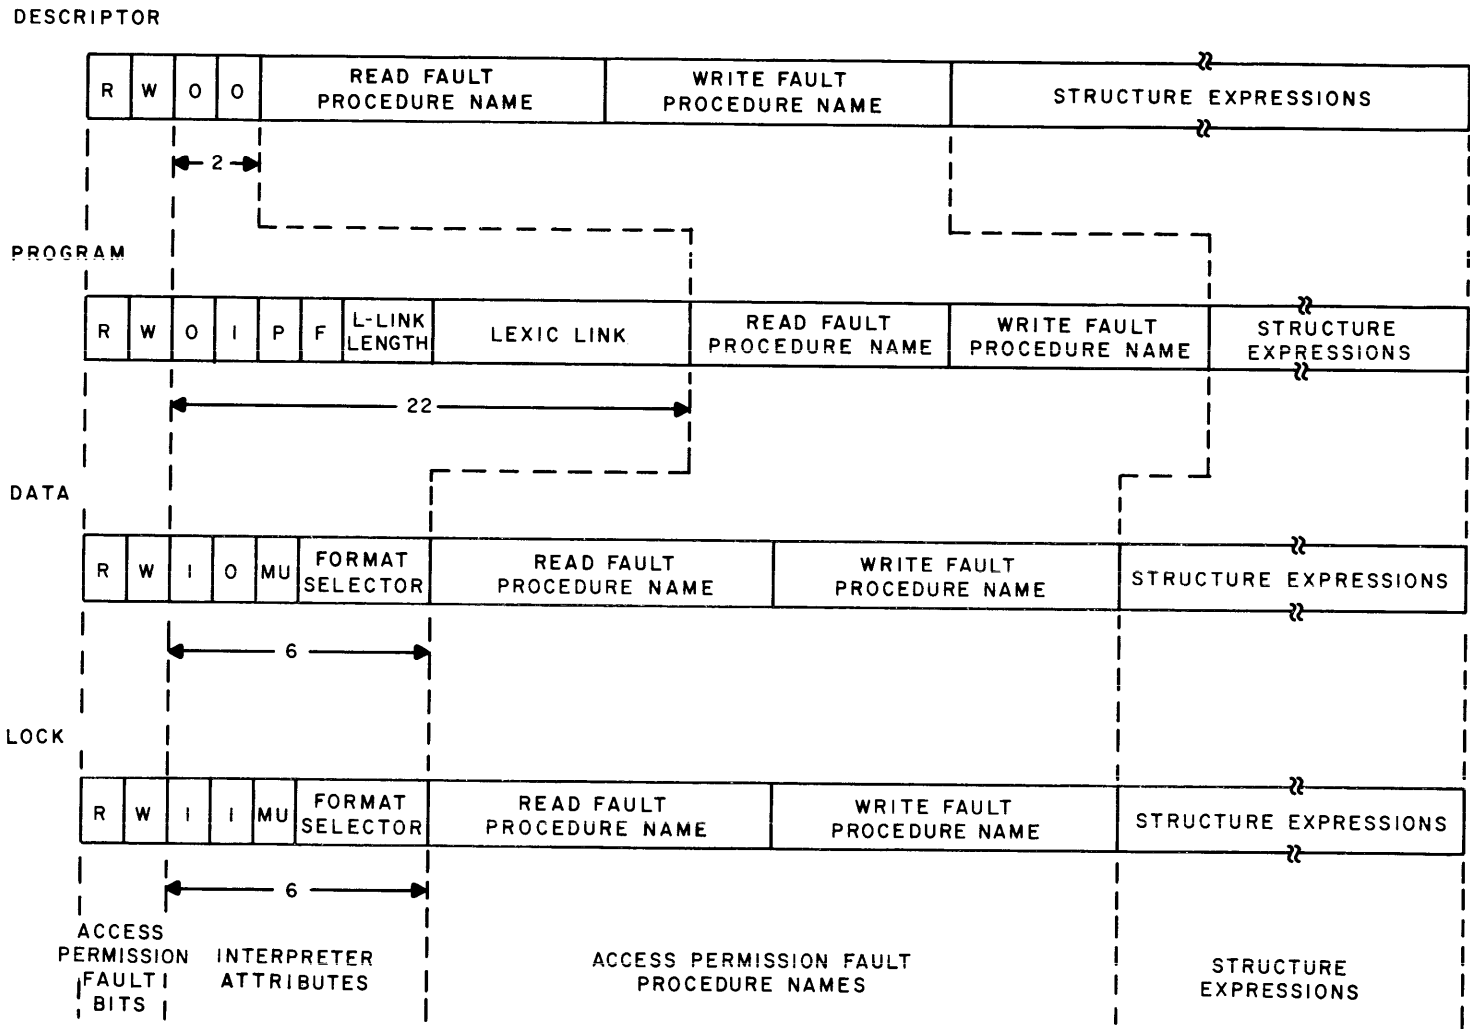 DESCRIPTOR
R W O O READ FAULT PROCEDURE NAME WRITE FAULT PROCEDURE NAME STRUCTURE EXPRESSIONS
2
PROGRAM
R W O I P F L-LINK LENGTH LEXIC LINK READ FAULT PROCEDURE NAME WRITE FAULT PROCEDURE NAME STRUCTURE EXPRESSIONS
22
DATA
R W I O MU FORMAT SELECTOR READ FAULT PROCEDURE NAME WRITE FAULT PROCEDURE NAME STRUCTURE EXPRESSIONS
6
LOCK
R W I I MU FORMAT SELECTOR READ FAULT PROCEDURE NAME WRITE FAULT PROCEDURE NAME STRUCTURE EXPRESSIONS
6
ACCESS
PERMISSION
FAULT
BITS
INTERPRETER
ATTRIBUTES
ACCESS PERMISSION FAULT
PROCEDURE NAMES
STRUCTURE
EXPRESSIONS